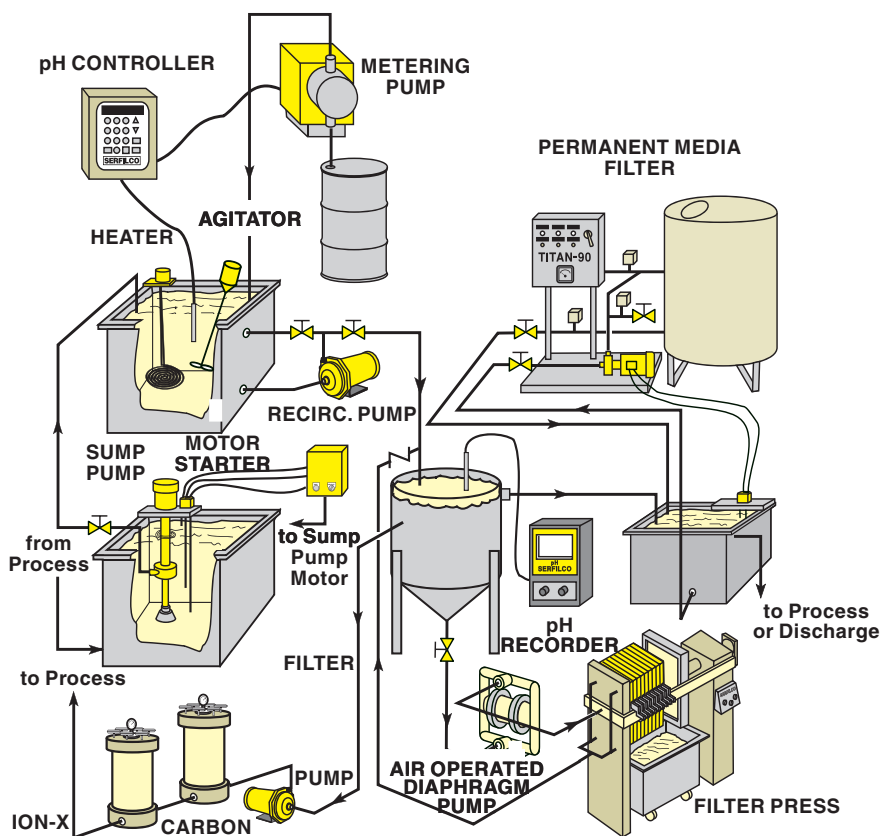 pH CONTROLLER
METERING
PUMP
SERFILCO
PERMANENT MEDIA
FILTER
AGITATOR
HEATER
TITAN-90
RECIRC. PUMP
SUMP
PUMP
MOTOR
STARTER
from
Process
to Sump
Pump
Motor
pH
SERFILCO
to Process
or Discharge
pH
RECORDER
FILTER
to Process
PUMP
AIR OPERATED
DIAPHRAGM
PUMP
FILTER PRESS
ION-X
CARBON